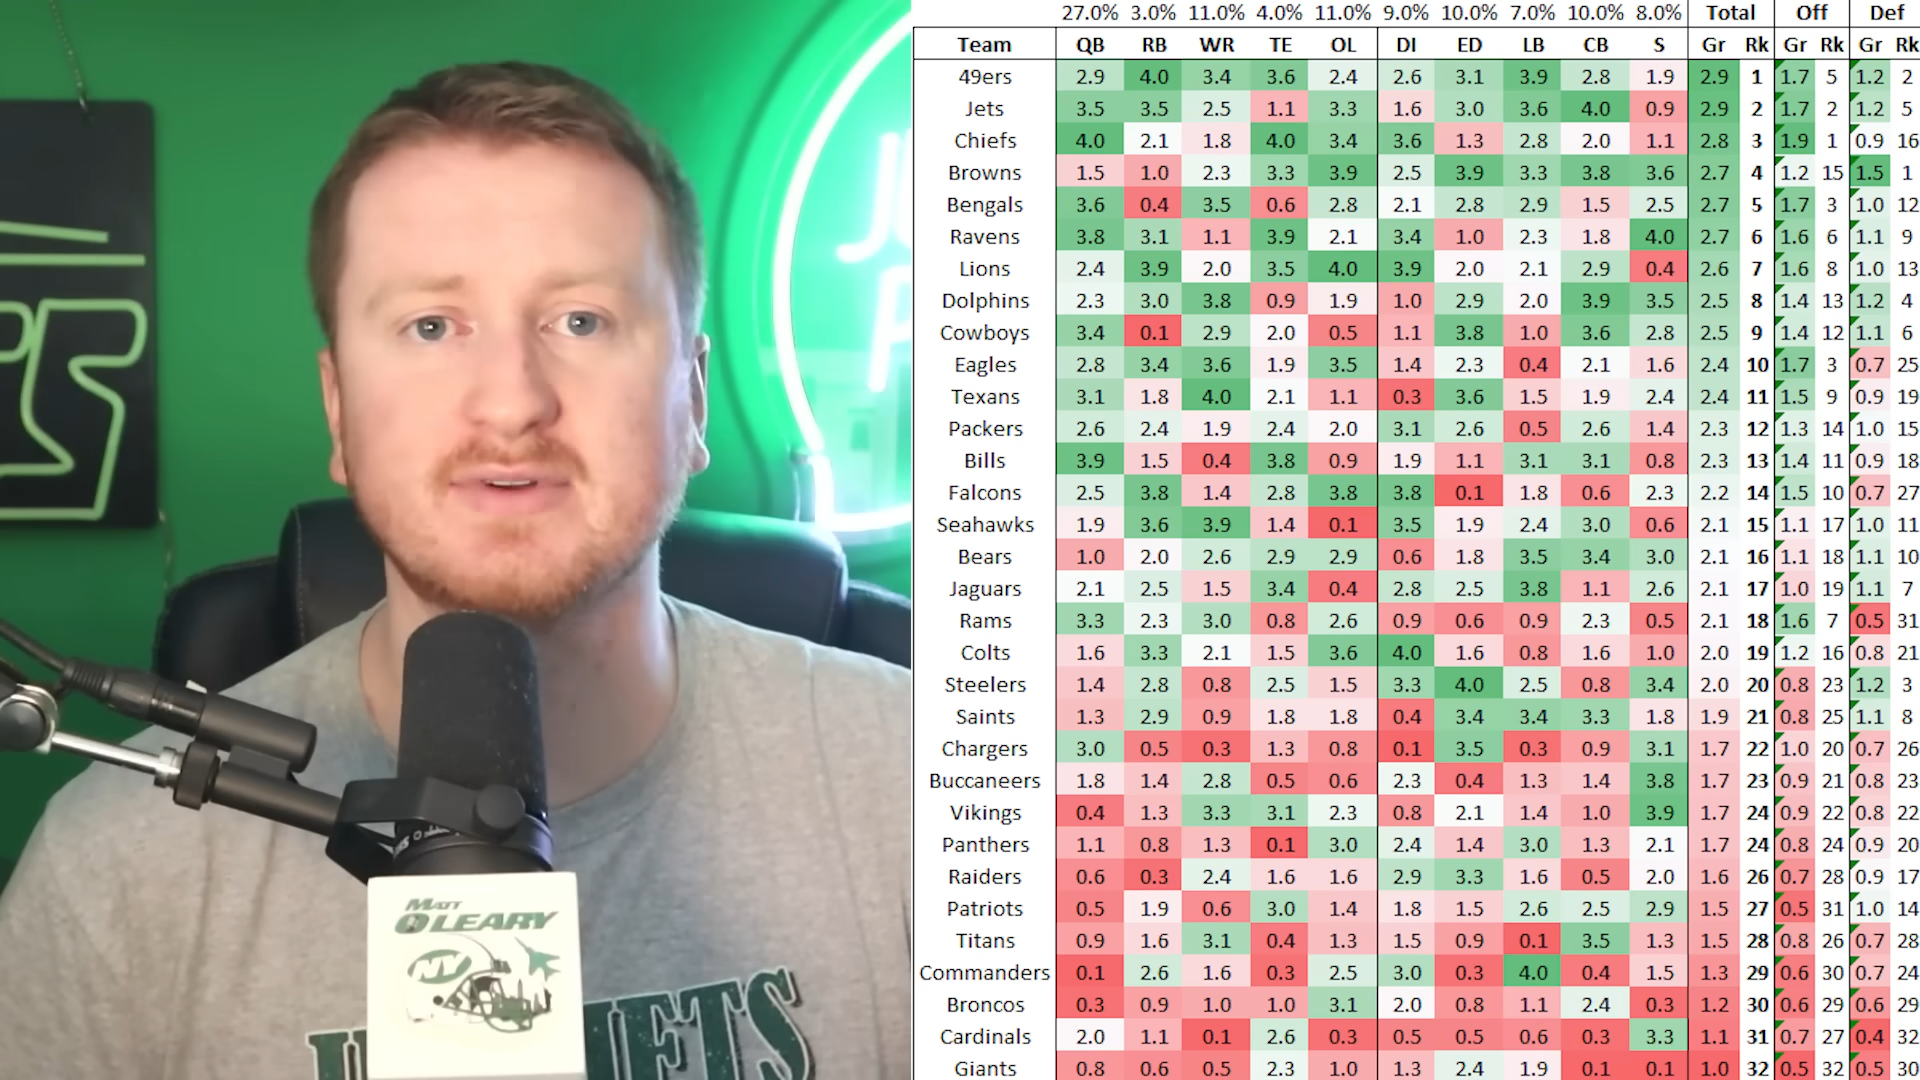 MATT
O'LEARY
NY
JETS
27.0% 3.0% 11.0% 4.0% 11.0% 9.0% 10.0% 7.0% 10.0% 8.0% Total Off Def
Team QB RB WR TE OL DI ED LB CB S Gr Rk Gr Rk Gr Rk
49ers 2.9 4.0 3.4 3.6 2.4 2.6 3.1 3.9 2.8 1.9 2.9 1 1.7 5 1.2 2
Jets 3.5 3.5 2.5 1.1 3.3 1.6 3.0 3.6 4.0 0.9 2.9 2 1.7 2 1.2 5
Chiefs 4.0 2.1 1.8 4.0 3.4 3.6 1.3 2.8 2.0 1.1 2.8 3 1.9 1 0.9 16
Browns 1.5 1.0 2.3 3.3 3.9 2.5 3.9 3.3 3.8 3.6 2.7 4 1.2 15 1.5 1
Bengals 3.6 0.4 3.5 0.6 2.8 2.1 2.8 2.9 1.5 2.5 2.7 5 1.7 3 1.0 12
Ravens 3.8 3.1 1.1 3.9 2.1 3.4 1.0 2.3 1.8 4.0 2.7 6 1.6 6 1.1 9
Lions 2.4 3.9 2.0 3.5 4.0 3.9 2.0 2.1 2.9 0.4 2.6 7 1.6 8 1.0 13
Dolphins 2.3 3.0 3.8 0.9 1.9 1.0 2.9 2.0 3.9 3.5 2.5 8 1.4 13 1.2 4
Cowboys 3.4 0.1 2.9 2.0 0.5 1.1 3.8 1.0 3.6 2.8 2.5 9 1.4 12 1.1 6
Eagles 2.8 3.4 3.6 1.9 3.5 1.4 2.3 0.4 2.1 1.6 2.4 10 1.7 3 0.7 25
Texans 3.1 1.8 4.0 2.1 1.1 0.3 3.6 1.5 1.9 2.4 2.4 11 1.5 9 0.9 19
Packers 2.6 2.4 1.9 2.4 2.0 3.1 2.6 0.5 2.6 1.4 2.3 12 1.3 14 1.0 15
Bills 3.9 1.5 0.4 3.8 0.9 1.9 1.1 3.1 3.1 0.8 2.3 13 1.4 11 0.9 18
Falcons 2.5 3.8 1.4 2.8 3.8 3.8 0.1 1.8 0.6 2.3 2.2 14 1.5 10 0.7 27
Seahawks 1.9 3.6 3.9 1.4 0.1 3.5 1.9 2.4 3.0 0.6 2.1 15 1.1 17 1.0 11
Bears 1.0 2.0 2.6 2.9 2.9 0.6 1.8 3.5 3.4 3.0 2.1 16 1.1 18 1.1 10
Jaguars 2.1 2.5 1.5 3.4 0.4 2.8 2.5 3.8 1.1 2.6 2.1 17 1.0 19 1.1 7
Rams 3.3 2.3 3.0 0.8 2.6 0.9 0.6 0.9 2.3 0.5 2.1 18 1.6 7 0.5 31
Colts 1.6 3.3 2.1 1.5 3.6 4.0 1.6 0.8 1.6 1.0 2.0 19 1.2 16 0.8 21
Steelers 1.4 2.8 0.8 2.5 1.5 3.3 4.0 2.5 0.8 3.4 2.0 20 0.8 23 1.2 3
Saints 1.3 2.9 0.9 1.8 1.8 0.4 3.4 3.4 3.3 1.8 1.9 21 0.8 25 1.1 8
Chargers 3.0 0.5 0.3 1.3 0.8 0.1 3.5 0.3 0.9 3.1 1.7 22 1.0 20 0.7 26
Buccaneers 1.8 1.4 2.8 0.5 0.6 2.3 0.4 1.3 1.4 3.8 1.7 23 0.9 21 0.8 23
Vikings 0.4 1.3 3.3 3.1 2.3 0.8 2.1 1.4 1.0 3.9 1.7 24 0.9 22 0.8 22
Panthers 1.1 0.8 1.3 0.1 3.0 2.4 1.4 3.0 1.3 2.1 1.7 24 0.8 24 0.9 20
Raiders 0.6 0.3 2.4 1.6 1.6 2.9 3.3 1.6 0.5 2.0 1.6 26 0.7 28 0.9 17
Patriots 0.5 1.9 0.6 3.0 1.4 1.8 1.5 2.6 2.5 2.9 1.5 27 0.5 31 1.0 14
Titans 0.9 1.6 3.1 0.4 1.3 1.5 0.9 0.1 3.5 1.3 1.5 28 0.8 26 0.7 28
Commanders 0.1 2.6 1.6 0.3 2.5 3.0 0.3 4.0 0.4 1.5 1.3 29 0.6 30 0.7 24
Broncos 0.3 0.9 1.0 1.0 3.1 2.0 0.8 1.1 2.4 0.3 1.2 30 0.6 29 0.6 29
Cardinals 2.0 1.1 0.1 2.6 0.3 0.5 0.5 0.6 0.3 3.3 1.1 31 0.7 27 0.4 32
Giants 0.8 0.6 0.5 2.3 1.0 1.3 2.4 1.9 0.1 0.1 1.0 32 0.5 32 0.5 30